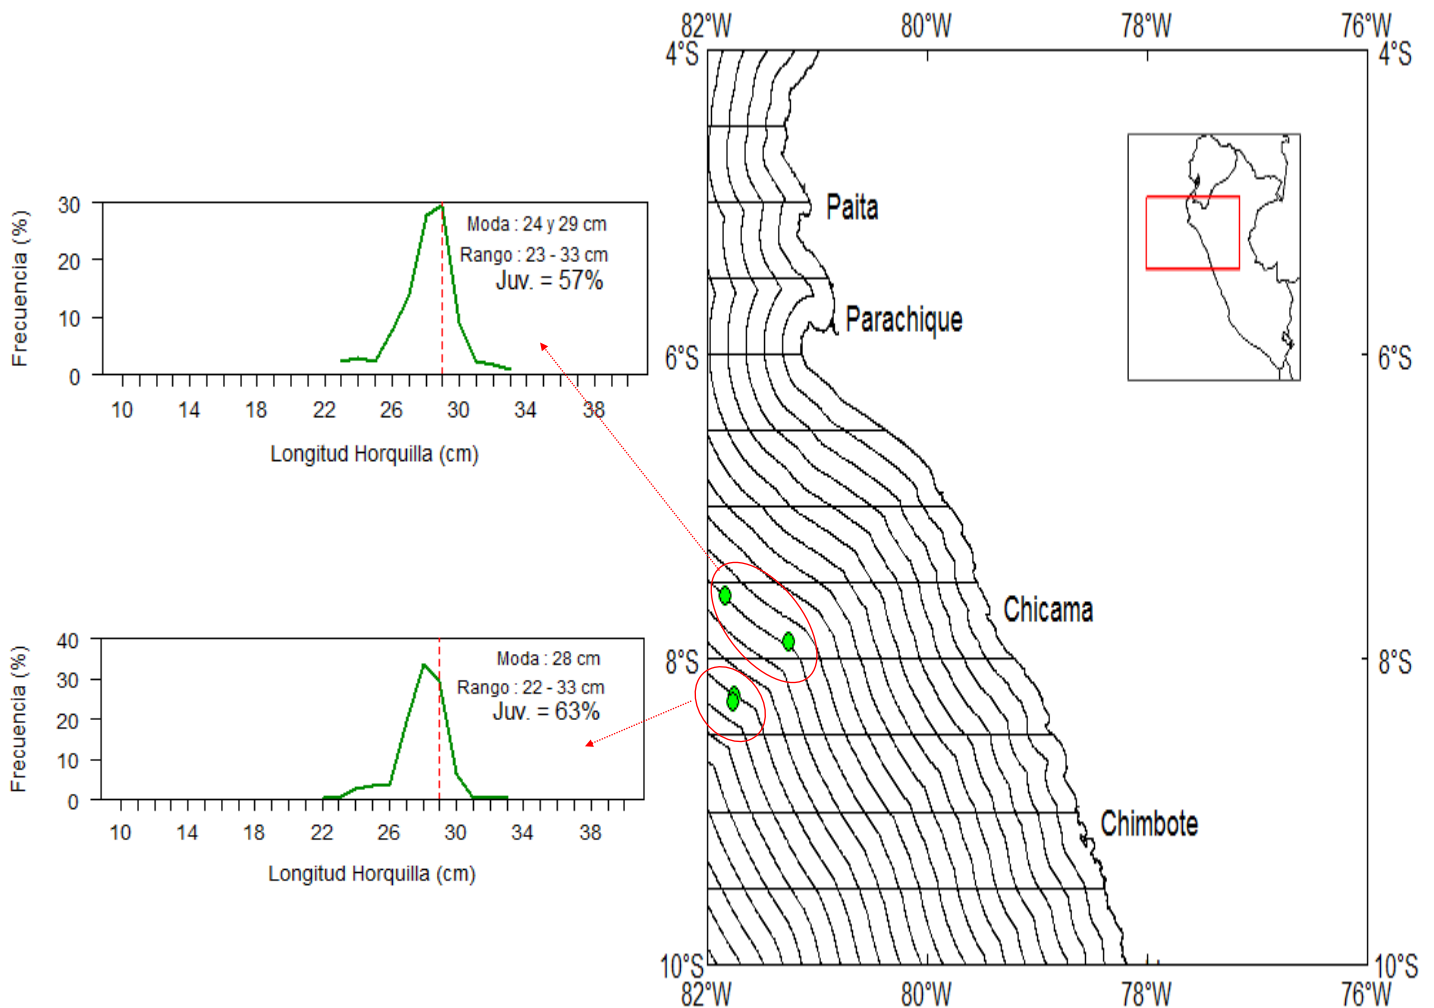 30
20
10
0
Frecuencia (%)
Moda : 24 y 29 cm
Rango : 23 - 33 cm
Juv. = 57%
10 14 18 22 26 30 34 38
Longitud Horquilla (cm)
40
30
20
10
0
Frecuencia (%)
Moda : 28 cm
Rango : 22 - 33 cm
Juv. = 63%
10 14 18 22 26 30 34 38
Longitud Horquilla (cm)
82°W 80°W 78°W 76°W
4°S 4°S
Paita
Parachique
6°S 6°S
Chicama
8°S 8°S
Chimbote
10°S 10°S
82°W 80°W 78°W 76°W